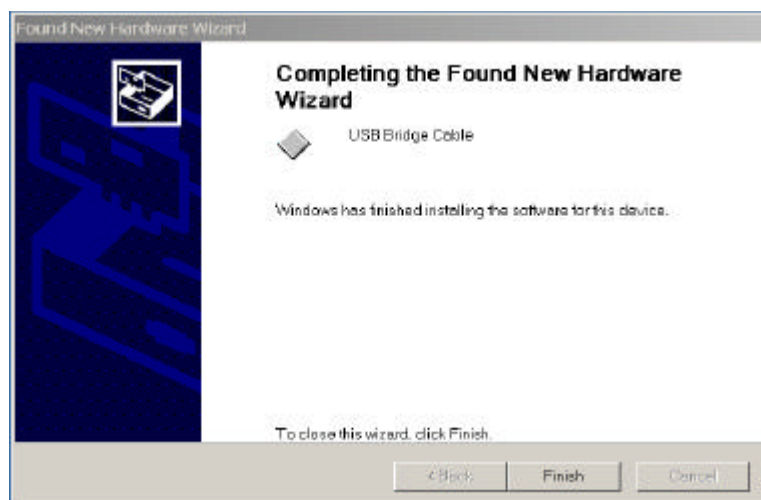 Found New Hardware Wizard
Completing the Found New Hardware
Wizard
USB Bridge Cable
Windows has finished installing the software for this device.
To close this wizard, click Finish.
< Back
Finish
Cancel